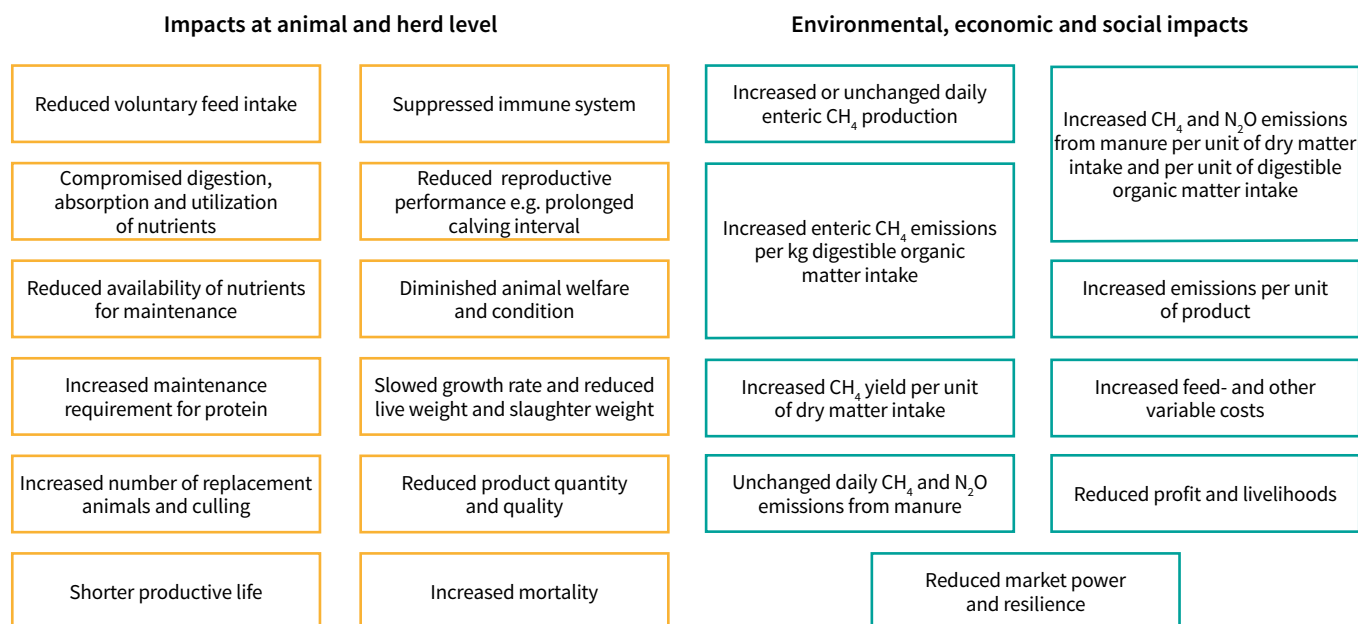 Impacts at animal and herd level
Reduced voluntary feed intake
Suppressed immune system
Compromised digestion,
absorption and utilization
of nutrients
Reduced reproductive
performance e.g. prolonged
calving interval
Reduced availability of nutrients
for maintenance
Diminished animal welfare
and condition
Increased maintenance
requirement for protein
Slowed growth rate and reduced
live weight and slaughter weight
Increased number of replacement
animals and culling
Reduced product quantity
and quality
Shorter productive life
Increased mortality
Environmental, economic and social impacts
Increased or unchanged daily
enteric CH₄ production
Increased CH₄ and N₂O emissions
from manure per unit of dry matter
intake and per unit of digestible
organic matter intake
Increased enteric CH₄ emissions
per kg digestible organic
matter intake
Increased emissions per unit
of product
Increased CH₄ yield per unit
of dry matter intake
Increased feed- and other
variable costs
Unchanged daily CH₄ and N₂O
emissions from manure
Reduced profit and livelihoods
Reduced market power
and resilience